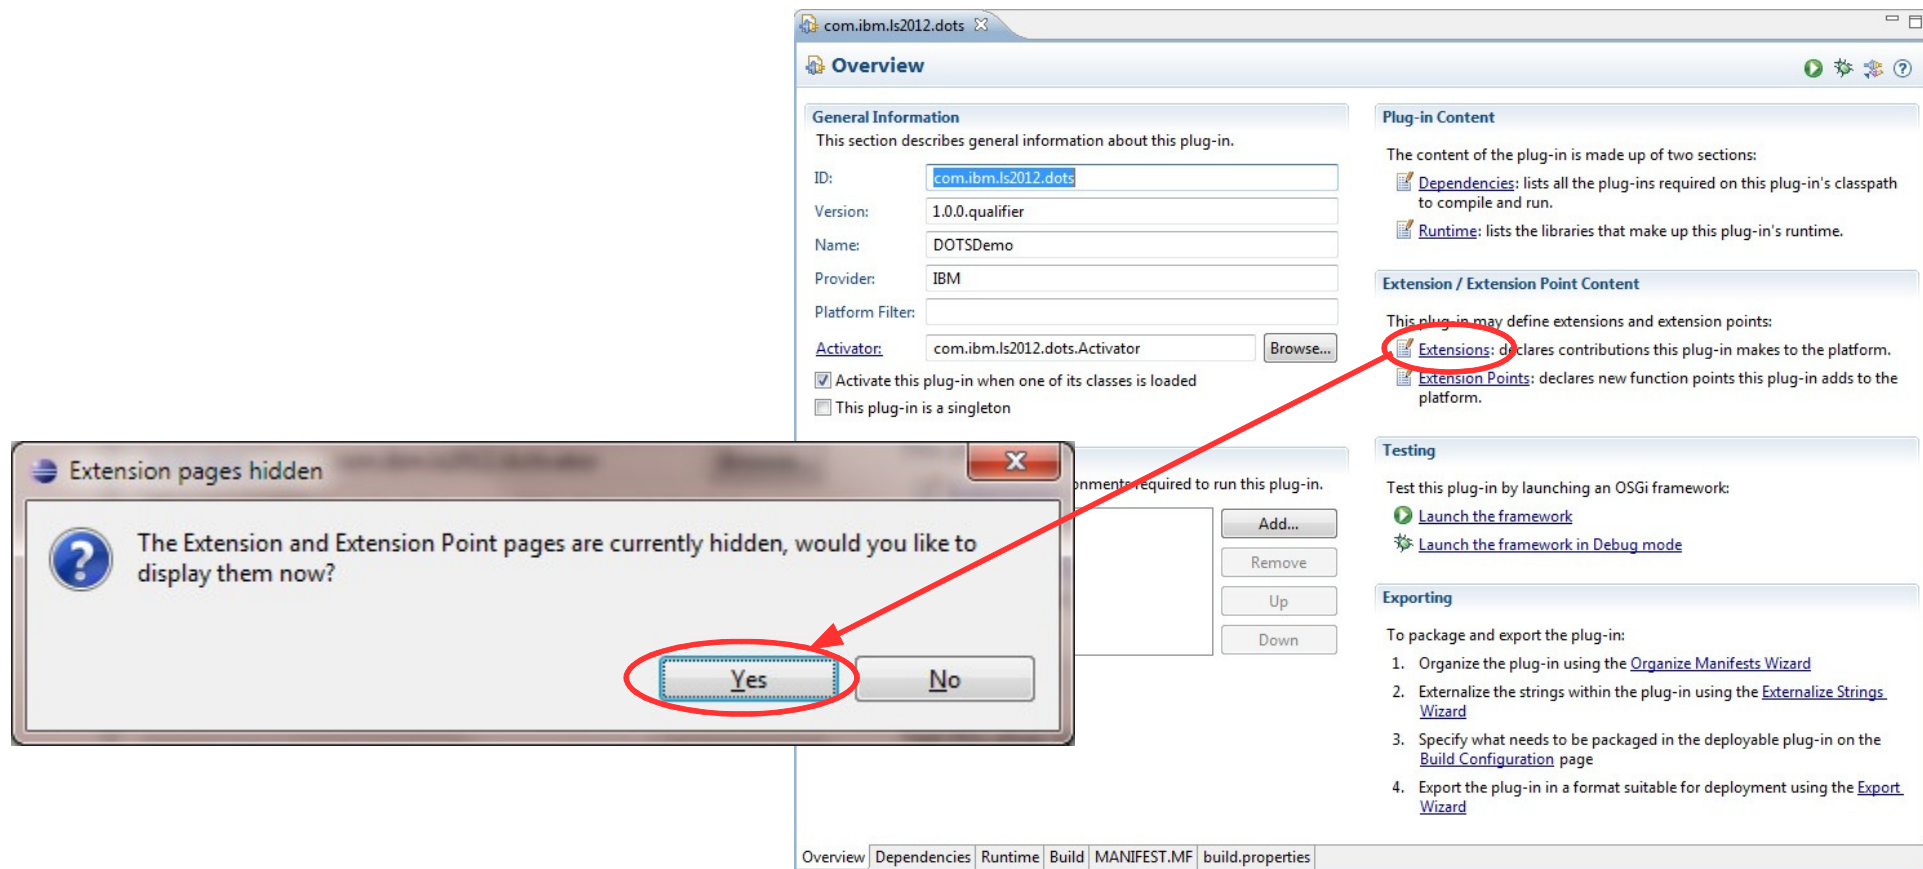 com.ibm.ls2012.dots
Overview
General Information
This section describes general information about this plug-in.
ID:
com.ibm.ls2012.dots
Version:
1.0.0.qualifier
Name:
DOTSDemo
Provider:
IBM
Platform Filter:
Activator:
com.ibm.ls2012.dots.Activator
Browse...
Activate this plug-in when one of its classes is loaded
This plug-in is a singleton
required to run this plug-in.
Add...
Remove
Up
Down
Plug-in Content
The content of the plug-in is made up of two sections:
Dependencies: lists all the plug-ins required on this plug-in's classpath
to compile and run.
Runtime: lists the libraries that make up this plug-in's runtime.
Extension / Extension Point Content
This plug-in may define extensions and extension points:
Extensions: declares contributions this plug-in makes to the platform.
Extension Points: declares new function points this plug-in adds to the
platform.
Testing
Test this plug-in by launching an OSGi framework:
Launch the framework
Launch the framework in Debug mode
Exporting
To package and export the plug-in:
1. Organize the plug-in using the Organize Manifests Wizard
2. Externalize the strings within the plug-in using the Externalize Strings
Wizard
3. Specify what needs to be packaged in the deployable plug-in on the
Build Configuration page
4. Export the plug-in in a format suitable for deployment using the Export
Wizard
Overview Dependencies Runtime Build MANIFEST.MF build.properties
Extension pages hidden
The Extension and Extension Point pages are currently hidden, would you like to
display them now?
Yes
No